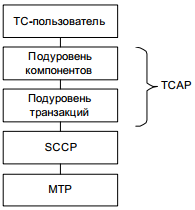 ТС-пользователь
Подуровень
компонентов
Подуровень
транзакций
TCAP
SCCP
MTP